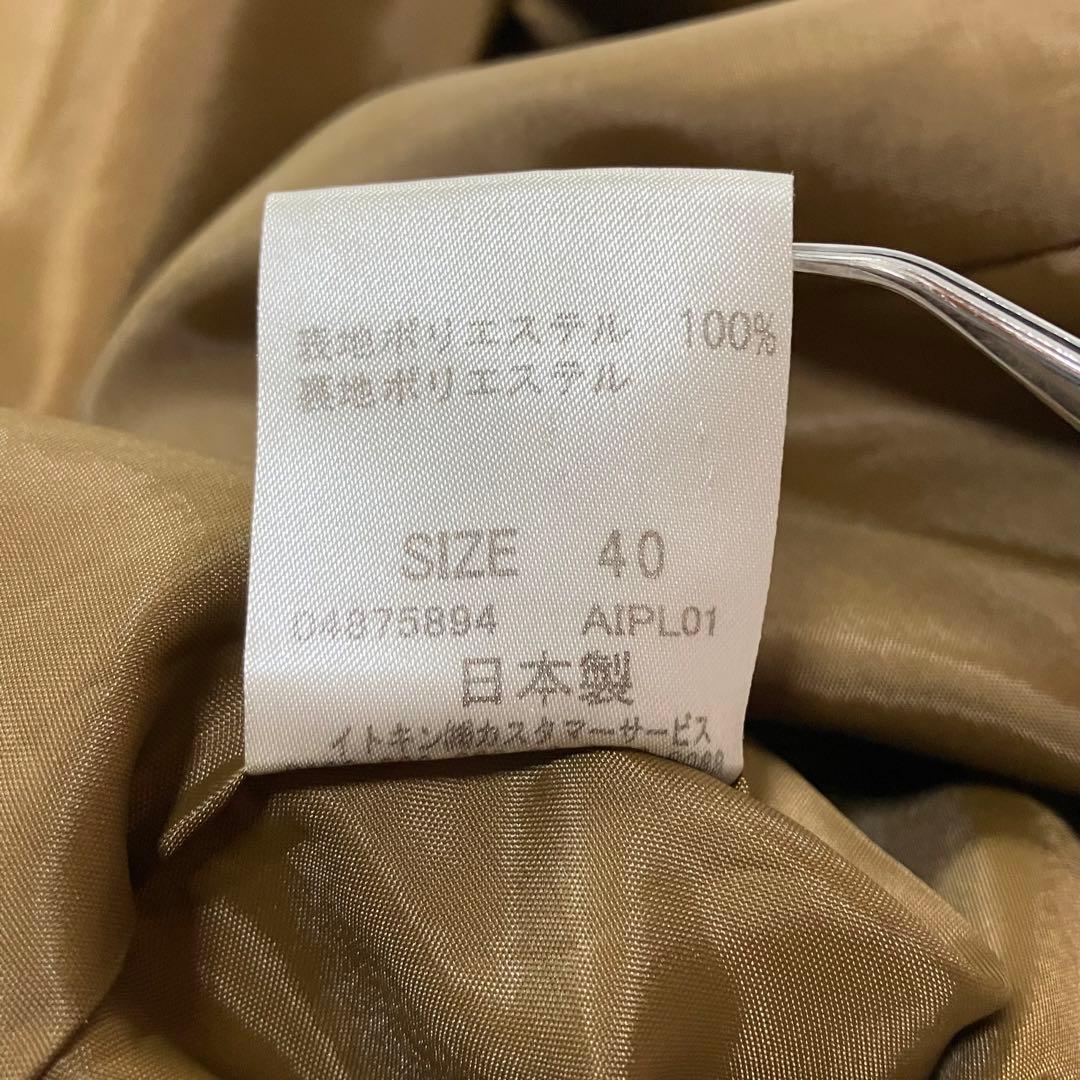 表地ポリエステル 100%
裏地ポリエステル
SIZE 40
04875894 AIPL01
日本製
イトキン㈱カスタマーサービス